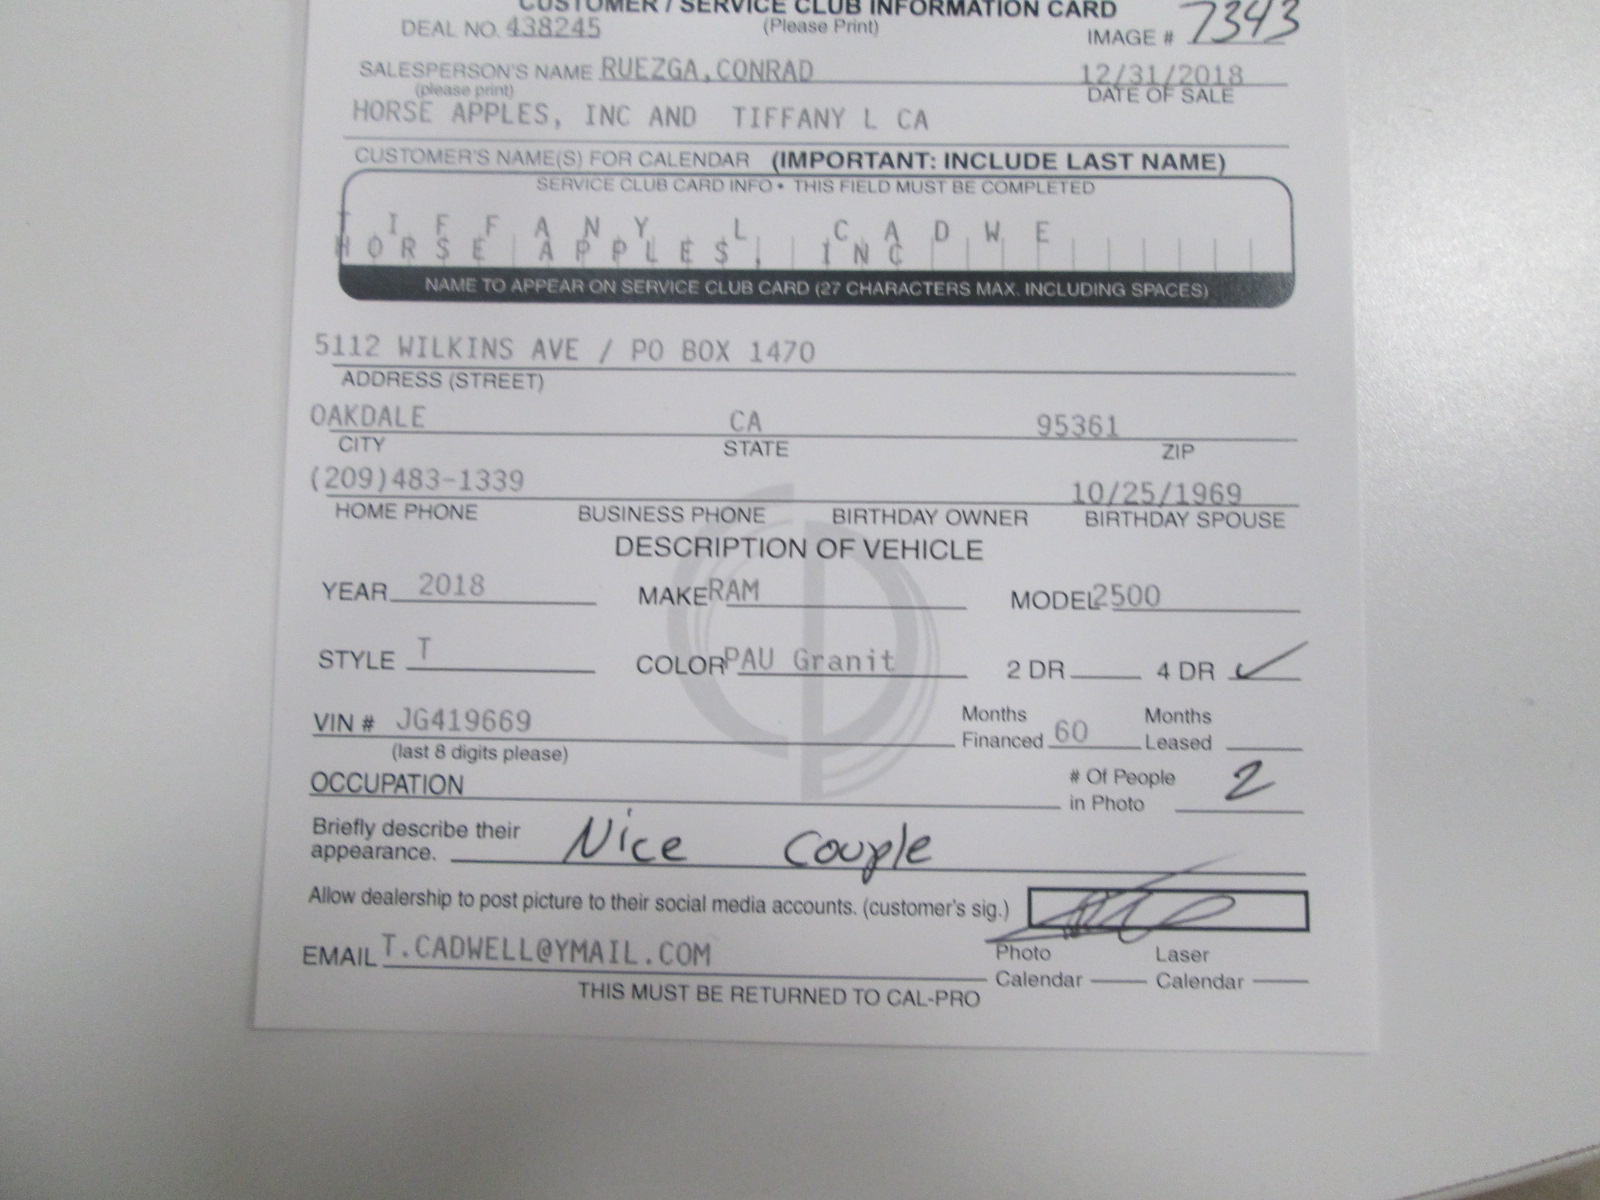 CUSTOMER / SERVICE CLUB INFORMATION CARD
DEAL NO. 438245 (Please Print) IMAGE # 7343
SALESPERSON'S NAME RUEZGA,CONRAD 12/31/2018
(please print) DATE OF SALE
HORSE APPLES, INC AND TIFFANY L CA
CUSTOMER'S NAME(S) FOR CALENDAR (IMPORTANT: INCLUDE LAST NAME)
SERVICE CLUB CARD INFO • THIS FIELD MUST BE COMPLETED
TIFFANY L CADWE
HORSE APPLES, INC
NAME TO APPEAR ON SERVICE CLUB CARD (27 CHARACTERS MAX. INCLUDING SPACES)
5112 WILKINS AVE / PO BOX 1470
ADDRESS (STREET)
OAKDALE CA 95361
CITY STATE ZIP
(209)483-1339 10/25/1969
HOME PHONE BUSINESS PHONE BIRTHDAY OWNER BIRTHDAY SPOUSE
DESCRIPTION OF VEHICLE
YEAR 2018 MAKE RAM MODEL 2500
STYLE T COLOR PAU Granit 2 DR 4 DR ✓
VIN # JG419669 Months Financed 60 Months Leased
(last 8 digits please)
OCCUPATION # Of People in Photo 2
Briefly describe their appearance. Nice Couple
Allow dealership to post picture to their social media accounts. (customer's sig.)
EMAIL T.CADWELL@YMAIL.COM Photo Calendar Laser Calendar
THIS MUST BE RETURNED TO CAL-PRO